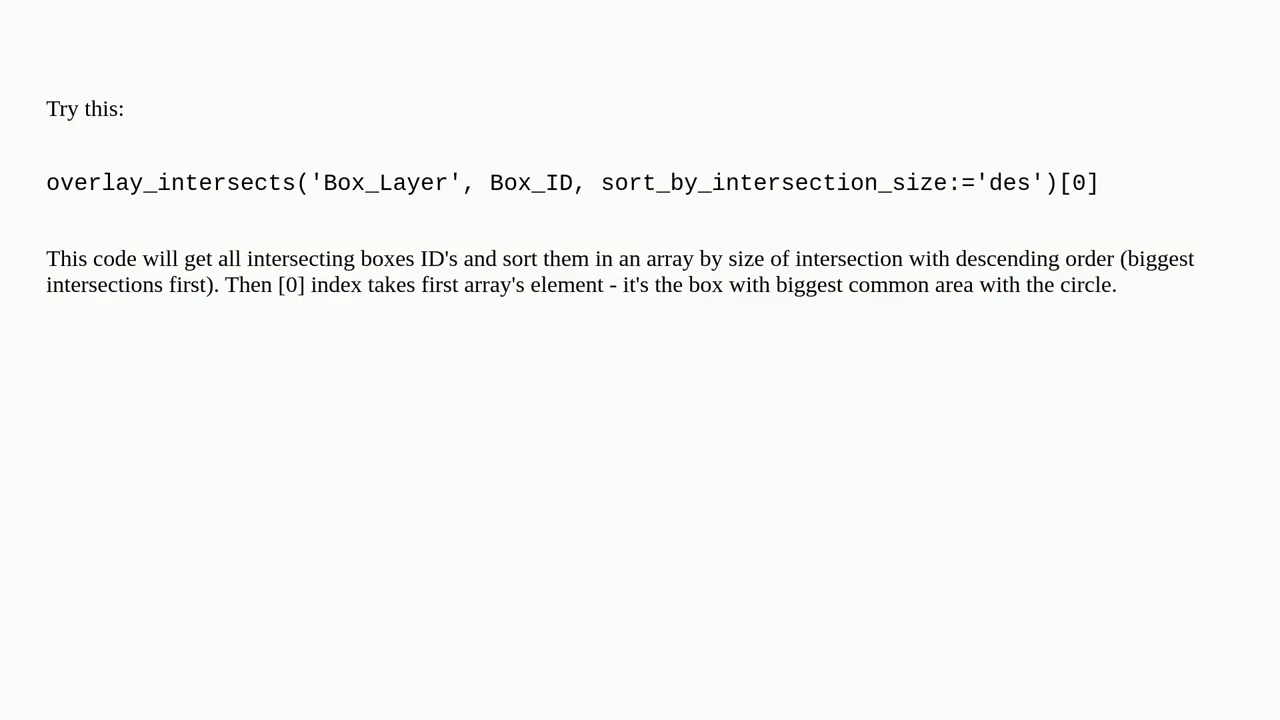 Try this:
overlay_intersects('Box_Layer', Box_ID, sort_by_intersection_size:='des')[0]
This code will get all intersecting boxes ID's and sort them in an array by size of intersection with descending order (biggest
intersections first). Then [0] index takes first array's element - it's the box with biggest common area with the circle.